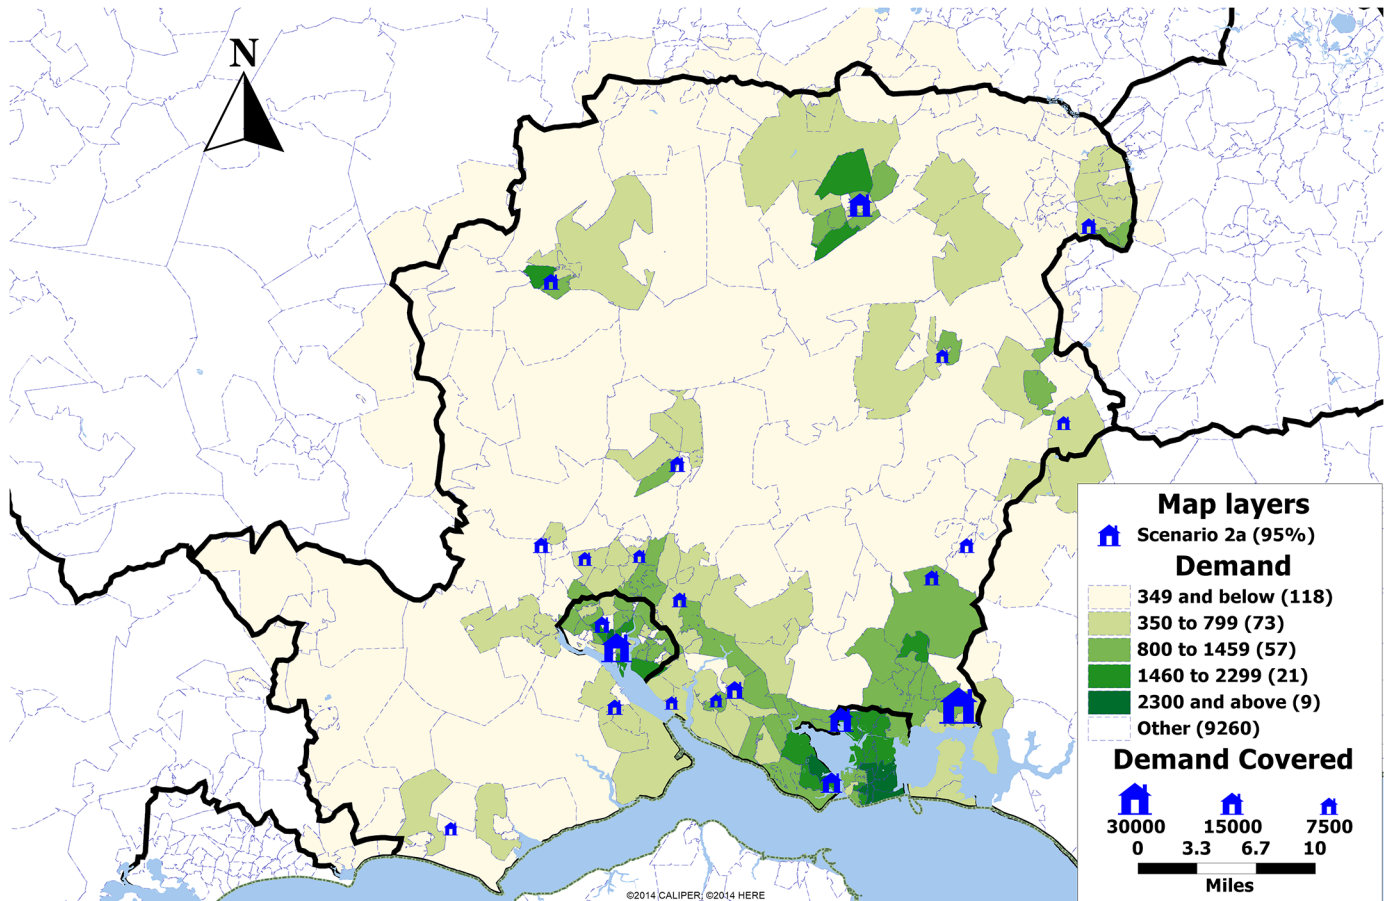 N
Map layers
Scenario 2a (95%)
Demand
349 and below (118)
350 to 799 (73)
800 to 1459 (57)
1460 to 2299 (21)
2300 and above (9)
Other (9260)
Demand Covered
30000 15000 7500
0 3.3 6.7 10
Miles
©2014 CALIPER; ©2014 HERE